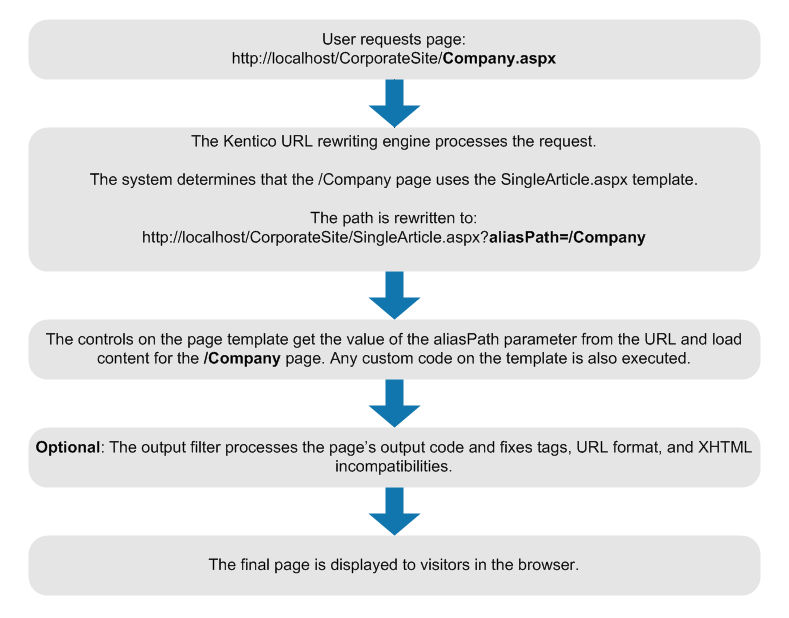 User requests page:
http://localhost/CorporateSite/Company.aspx
The Kentico URL rewriting engine processes the request.
The system determines that the /Company page uses the SingleArticle.aspx template.
The path is rewritten to:
http://localhost/CorporateSite/SingleArticle.aspx?aliasPath=/Company
The controls on the page template get the value of the aliasPath parameter from the URL and load
content for the /Company page. Any custom code on the template is also executed.
Optional: The output filter processes the page’s output code and fixes tags, URL format, and XHTML
incompatibilities.
The final page is displayed to visitors in the browser.